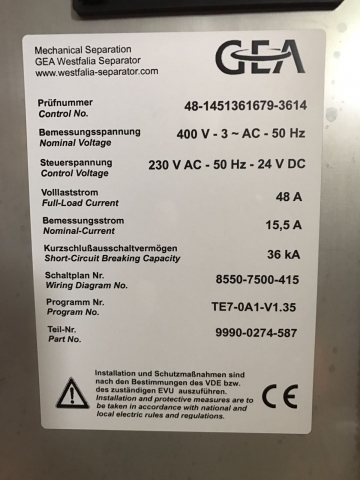 Mechanical Separation
GEA Westfalia Separator
www.westfalia-separator.com
GEA
Prüfnummer 48-1451361679-3614
Control No.
Bemessungsspannung 400 V - 3 ~ AC - 50 Hz
Nominal Voltage
Steuerspannung 230 V AC - 50 Hz - 24 V DC
Control Voltage
Volllaststrom 48 A
Full-Load Current
Bemessungsstrom 15,5 A
Nominal-Current
Kurzschlußausschaltvermögen 36 kA
Short-Circuit Breaking Capacity
Schaltplan Nr. 8550-7500-415
Wiring Diagram No.
Programm Nr. TE7-0A1-V1.35
Program No.
Teil-Nr. 9990-0274-587
Part No.
Installation und Schutzmaßnahmen sind
nach den Bestimmungen des VDE bzw.
des zuständigen EVU auszuführen.
Installation and protective measures are to
be taken in accordance with national and
local electric rules and regulations.
CE